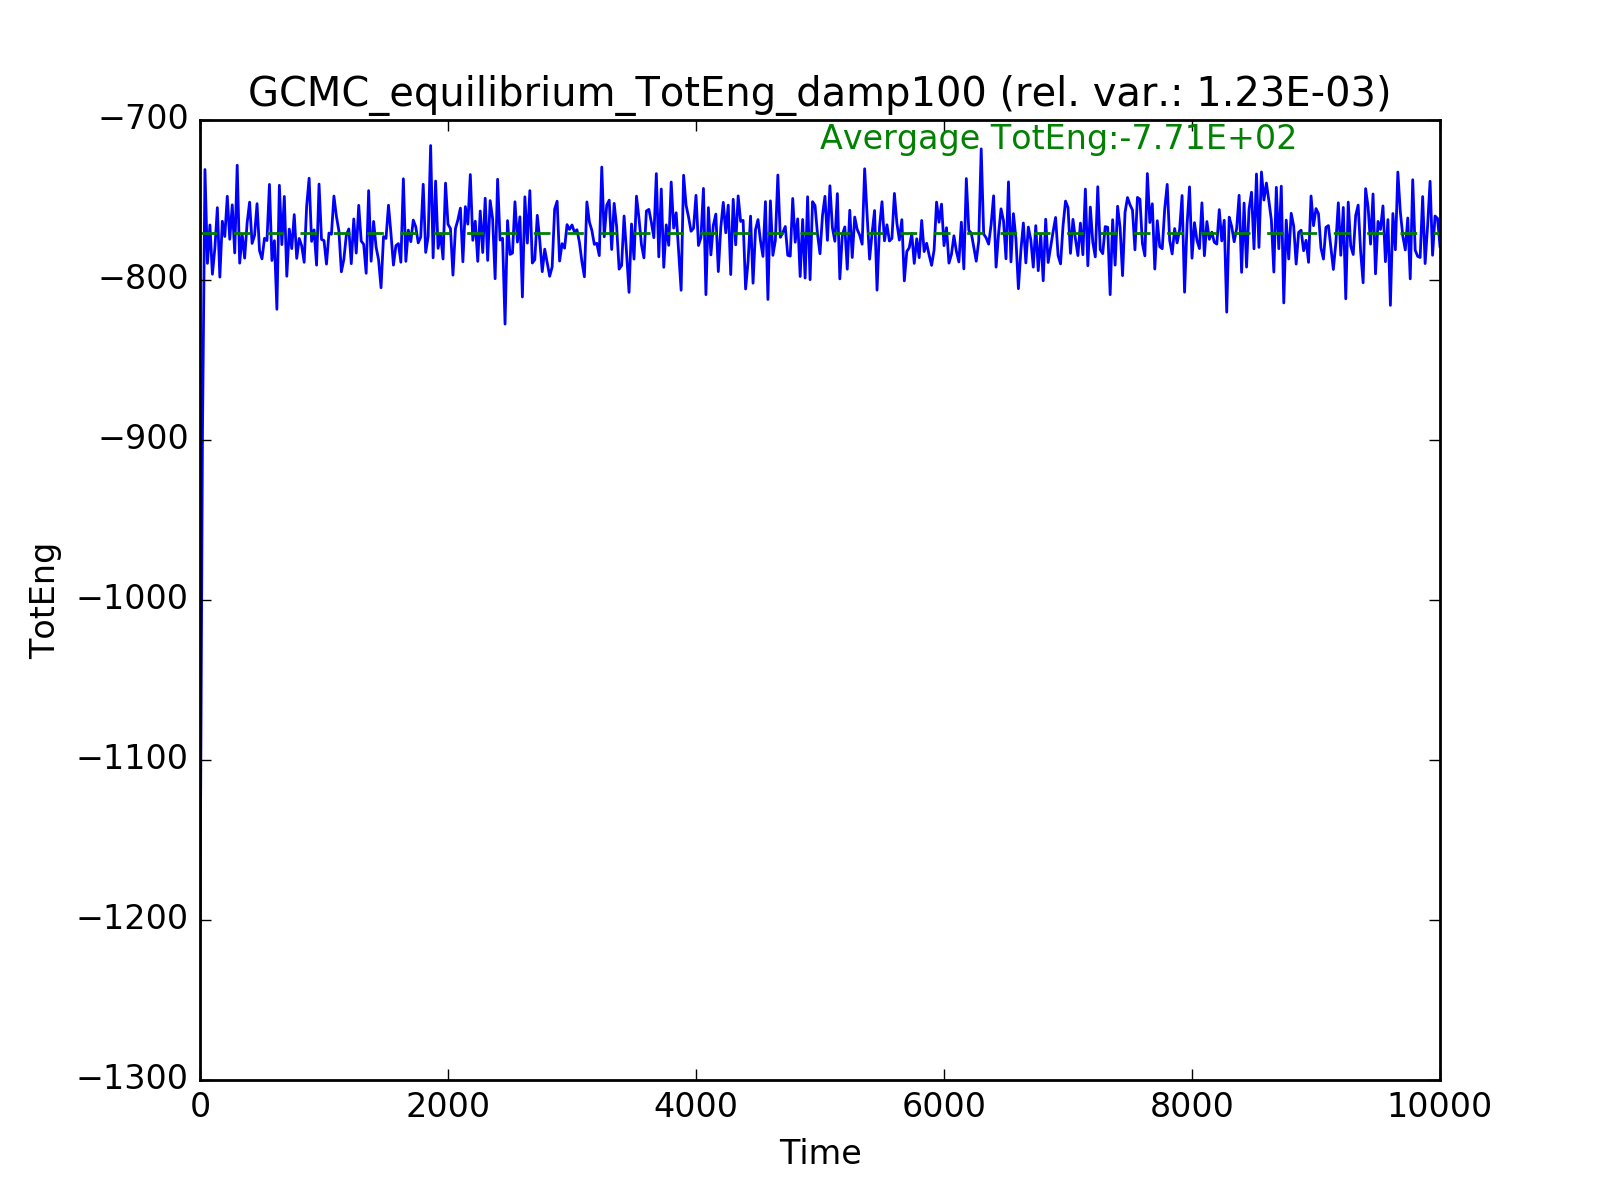 GCMC_equilibrium_TotEng_damp100 (rel. var.: 1.23E-03)
Avergage TotEng:-7.71E+02
−700
−800
−900
−1000
−1100
−1200
−1300
TotEng
0 2000 4000 6000 8000 10000
Time